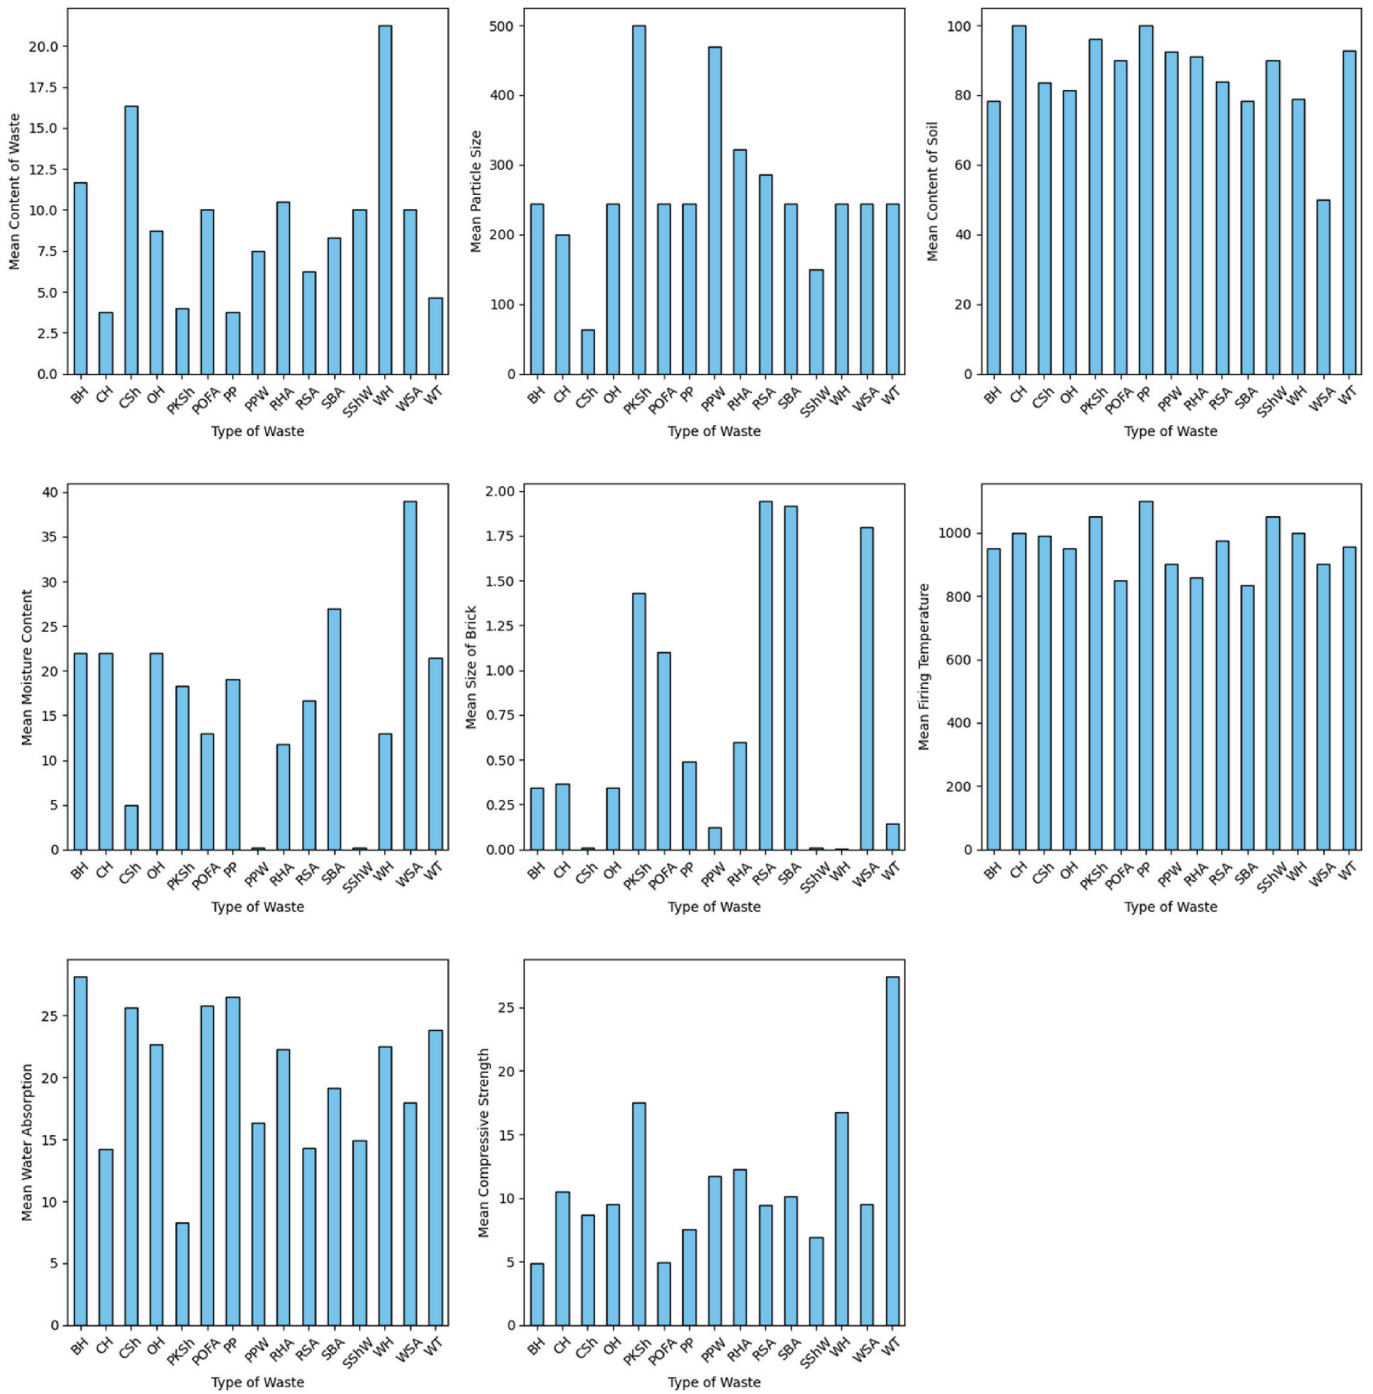 Mean Content of Waste
20.0
17.5
15.0
12.5
10.0
7.5
5.0
2.5
0.0
BH CH CSh OH PKSh POFA PP PPW RHA RSA SBA SShW WH WSA WT
Type of Waste
Mean Particle Size
500
400
300
200
100
0
BH CH CSh OH PKSh POFA PP PPW RHA RSA SBA SShW WH WSA WT
Type of Waste
Mean Content of Soil
100
80
60
40
20
0
BH CH CSh OH PKSh POFA PP PPW RHA RSA SBA SShW WH WSA WT
Type of Waste
Mean Moisture Content
40
35
30
25
20
15
10
5
0
BH CH CSh OH PKSh POFA PP PPW RHA RSA SBA SShW WH WSA WT
Type of Waste
Mean Size of Brick
2.00
1.75
1.50
1.25
1.00
0.75
0.50
0.25
0.00
BH CH CSh OH PKSh POFA PP PPW RHA RSA SBA SShW WH WSA WT
Type of Waste
Mean Firing Temperature
1000
800
600
400
200
0
BH CH CSh OH PKSh POFA PP PPW RHA RSA SBA SShW WH WSA WT
Type of Waste
Mean Water Absorption
25
20
15
10
5
0
BH CH CSh OH PKSh POFA PP PPW RHA RSA SBA SShW WH WSA WT
Type of Waste
Mean Compressive Strength
25
20
15
10
5
0
BH CH CSh OH PKSh POFA PP PPW RHA RSA SBA SShW WH WSA WT
Type of Waste